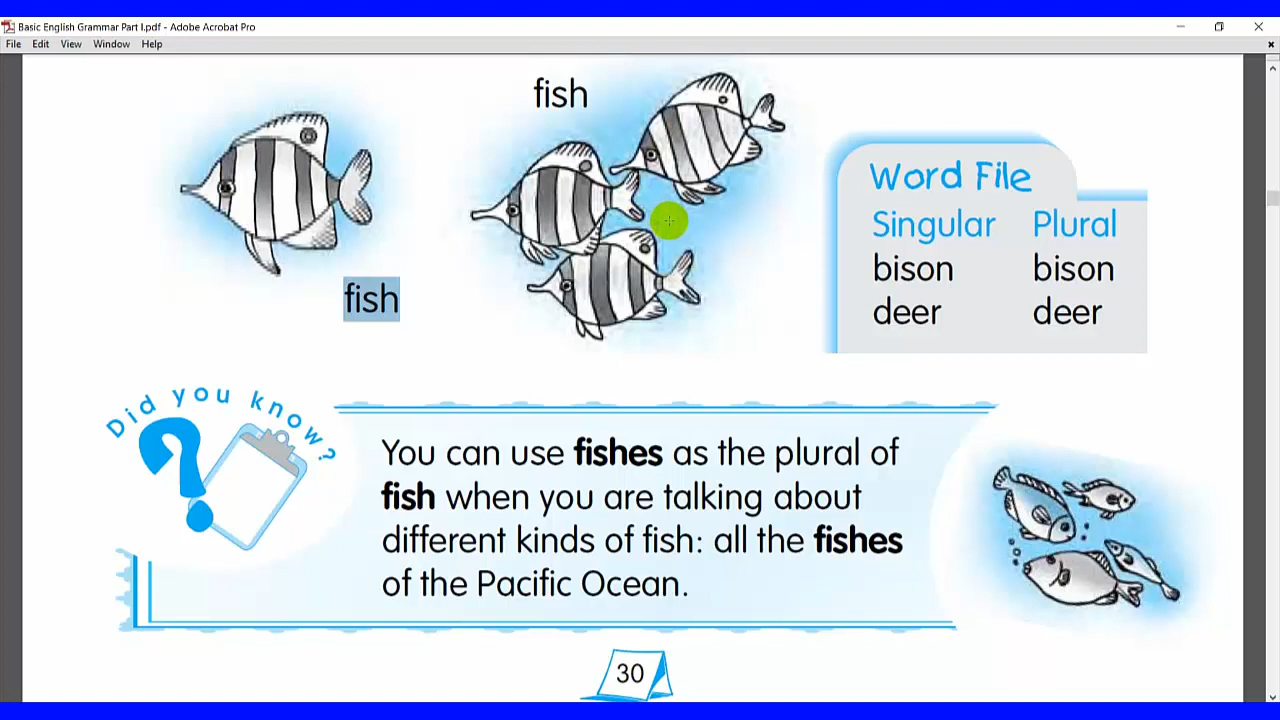 Basic English Grammar Part I.pdf - Adobe Acrobat Pro
File Edit View Window Help
fish
fish
Word File
Singular Plural
bison bison
deer deer
Did you know?
You can use fishes as the plural of
fish when you are talking about
different kinds of fish: all the fishes
of the Pacific Ocean.
30